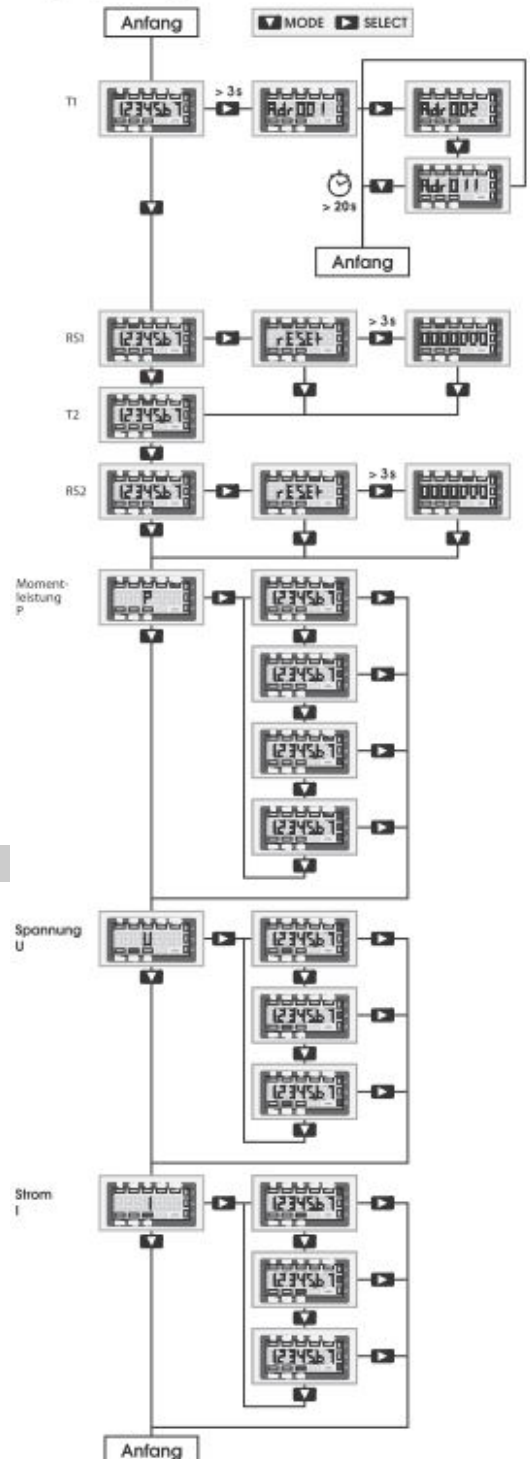 Anfang
MODE SELECT
T1
1234567
> 3s
Adr 001
Adr 002
Adr 011
> 20s
Anfang
RS1
1234567
rESEt
> 3s
0000000
T2
1234567
RS2
1234567
rESEt
> 3s
0000000
Moment-
leistung
P
P
1234567
1234567
1234567
1234567
Spannung
U
U
1234567
1234567
1234567
Strom
I
I
1234567
1234567
1234567
Anfang